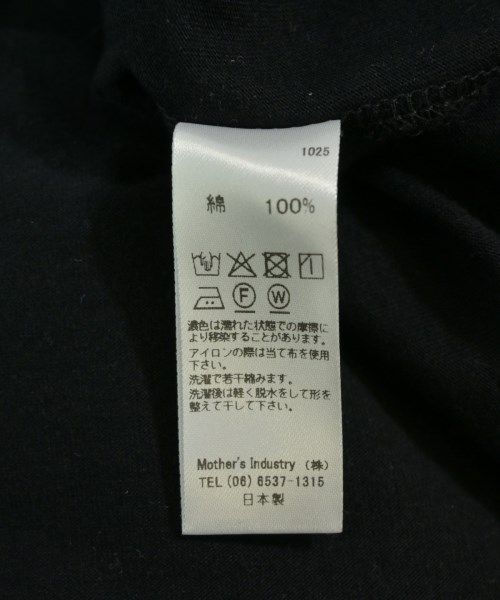 1025
綿 100%
F W
濃色は濡れた状態での摩擦に
より移染することがあります。
アイロンの際は当て布を使用
下さい。
洗濯で若干縮みます。
洗濯後は軽く脱水をして形を
整えて干して下さい。
Mother's Industry (株)
TEL (06) 6537-1315
日本製